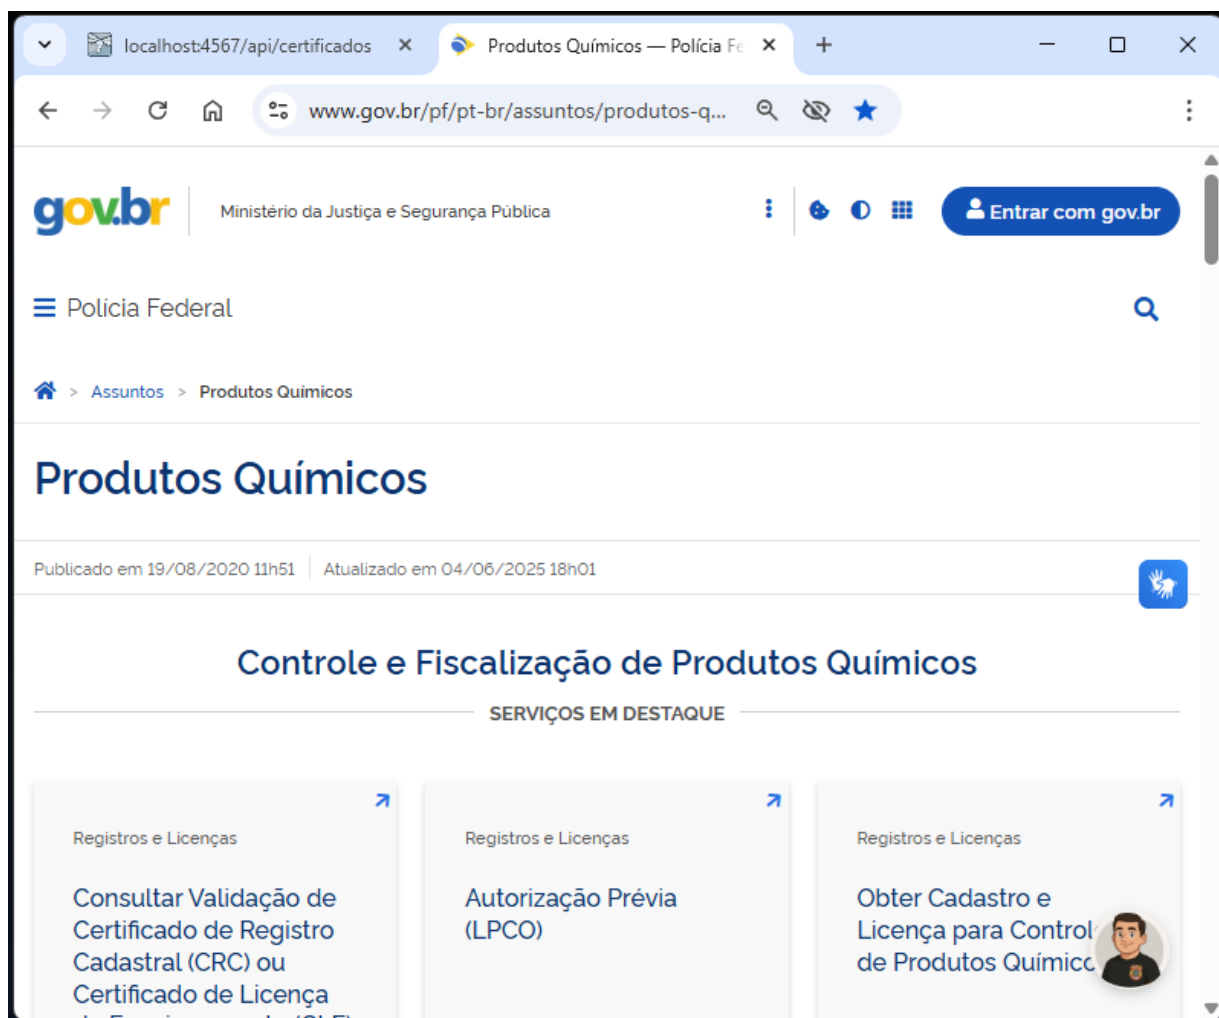 localhost:4567/api/certificados
Produtos Químicos — Polícia Fe
www.gov.br/pf/pt-br/assuntos/produtos-q...
gov.br
Ministério da Justiça e Segurança Pública
Entrar com gov.br
Polícia Federal
> Assuntos > Produtos Químicos
Produtos Químicos
Publicado em 19/08/2020 11h51 Atualizado em 04/06/2025 18h01
Controle e Fiscalização de Produtos Químicos
SERVIÇOS EM DESTAQUE
Registros e Licenças
Consultar Validação de
Certificado de Registro
Cadastral (CRC) ou
Certificado de Licença
Registros e Licenças
Autorização Prévia
(LPCO)
Registros e Licenças
Obter Cadastro e
Licença para Control
de Produtos Químic